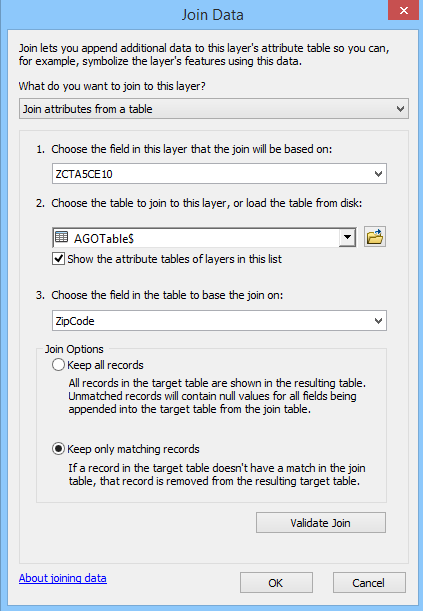 Join Data
Join lets you append additional data to this layer's attribute table so you can,
for example, symbolize the layer's features using this data.
What do you want to join to this layer?
Join attributes from a table
1. Choose the field in this layer that the join will be based on:
ZCTA5CE10
2. Choose the table to join to this layer, or load the table from disk:
AGOTable$
Show the attribute tables of layers in this list
3. Choose the field in the table to base the join on:
ZipCode
Join Options
Keep all records
All records in the target table are shown in the resulting table.
Unmatched records will contain null values for all fields being
appended into the target table from the join table.
Keep only matching records
If a record in the target table doesn't have a match in the join
table, that record is removed from the resulting target table.
Validate Join
About joining data
OK
Cancel